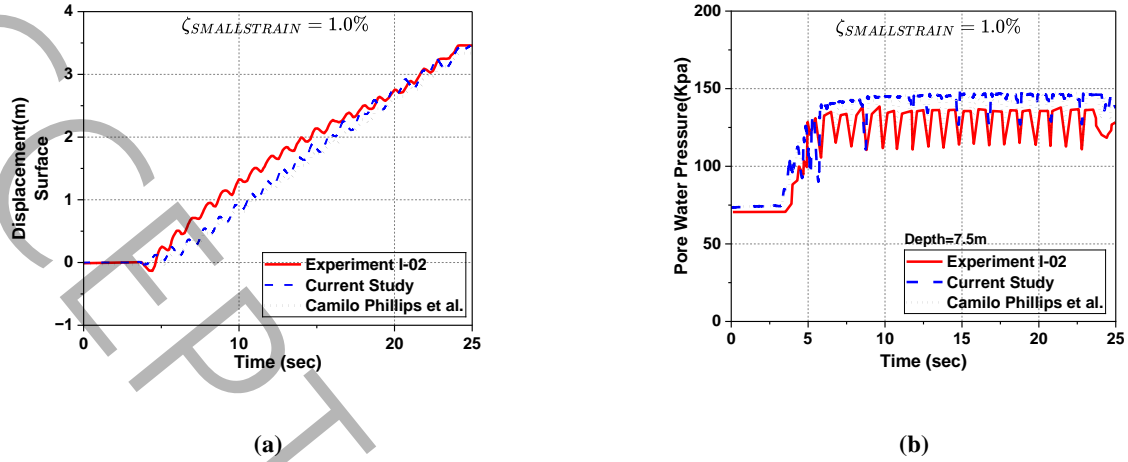 ζSMALLSTRAIN = 1.0%
4
3
2
1
0
−1
Displacement(m)
Surface
Experiment I-02
Current Study
Camilo Phillips et al.
0
10
20
25
Time (sec)
(a)
ζSMALLSTRAIN = 1.0%
200
150
100
50
0
Pore Water Pressure(Kpa)
Depth=7.5m
Experiment I-02
Current Study
Camilo Phillips et al.
0
5
10
15
20
25
Time (sec)
(b)
CCEPT